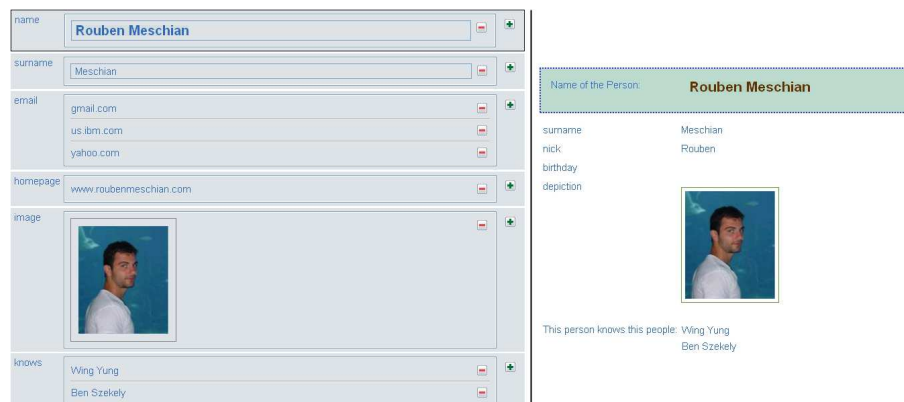 name
Rouben Meschian
surname
Meschian
email
gmail.com
us.ibm.com
yahoo.com
homepage
www.roubenmeschian.com
image
knows
Wing Yung
Ben Szekely
Name of the Person: Rouben Meschian
surname Meschian
nick Rouben
birthday
depiction
This person knows this people: Wing Yung
Ben Szekely